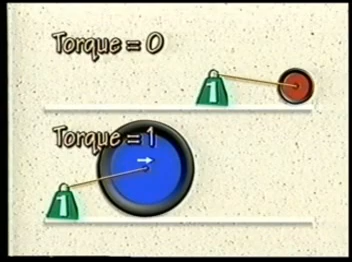 Torque = 0
1
Torque = 1
1